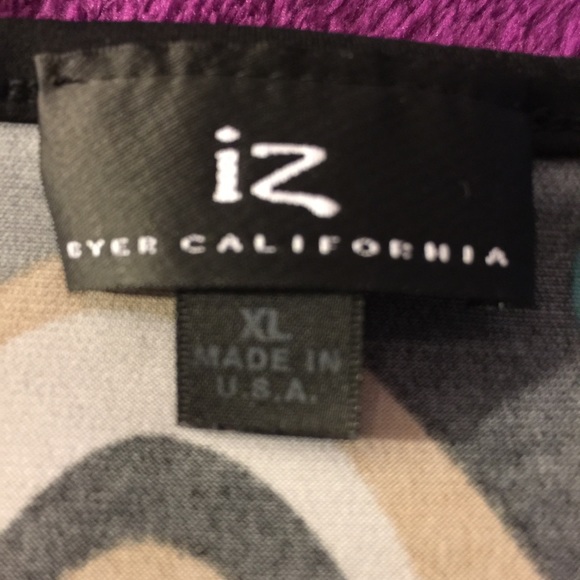 iz
BYER CALIFORNIA
XL
MADE IN
U.S.A.